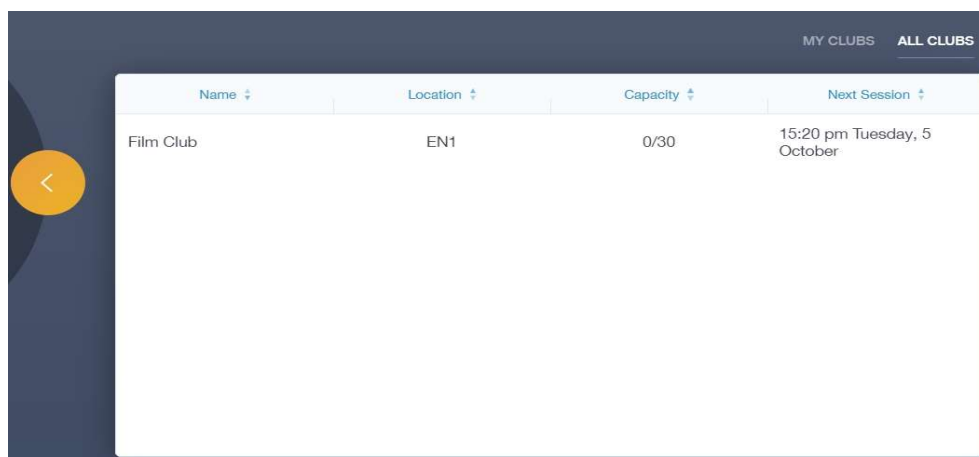 MY CLUBS ALL CLUBS
Name Location Capacity Next Session
Film Club EN1 0/30 15:20 pm Tuesday, 5
October